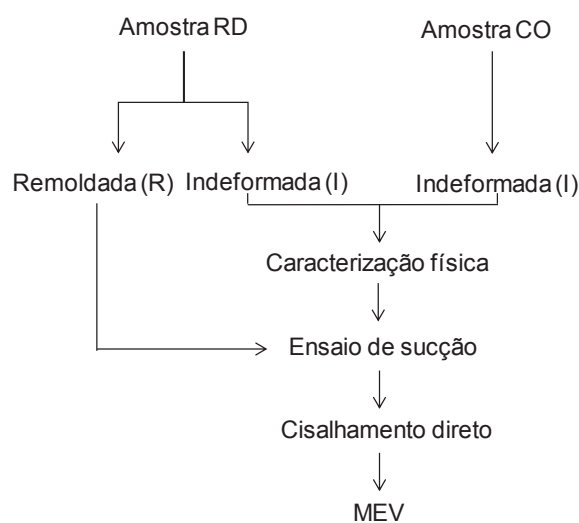 Amostra RD
Amostra CO
Remoldada (R)
Indeformada (I)
Indeformada (I)
Caracterização física
Ensaio de sucção
Cisalhamento direto
MEV